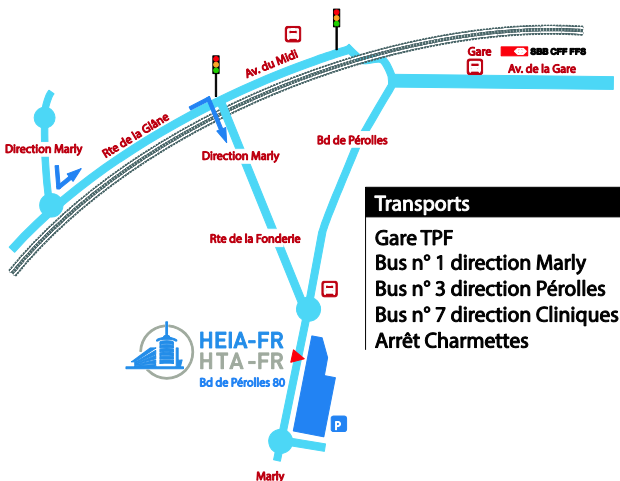 Gare SBB CFF FFS
Av. de la Gare
Av. du Midi
Rte de la Glâne
Direction Marly
Direction Marly
Bd de Pérolles
Rte de la Fonderie
Transports
Gare TPF
Bus n° 1 direction Marly
Bus n° 3 direction Pérolles
Bus n° 7 direction Cliniques
Arrêt Charmettes
HEIA-FR
HTA-FR
Bd de Pérolles 80
P
Marly